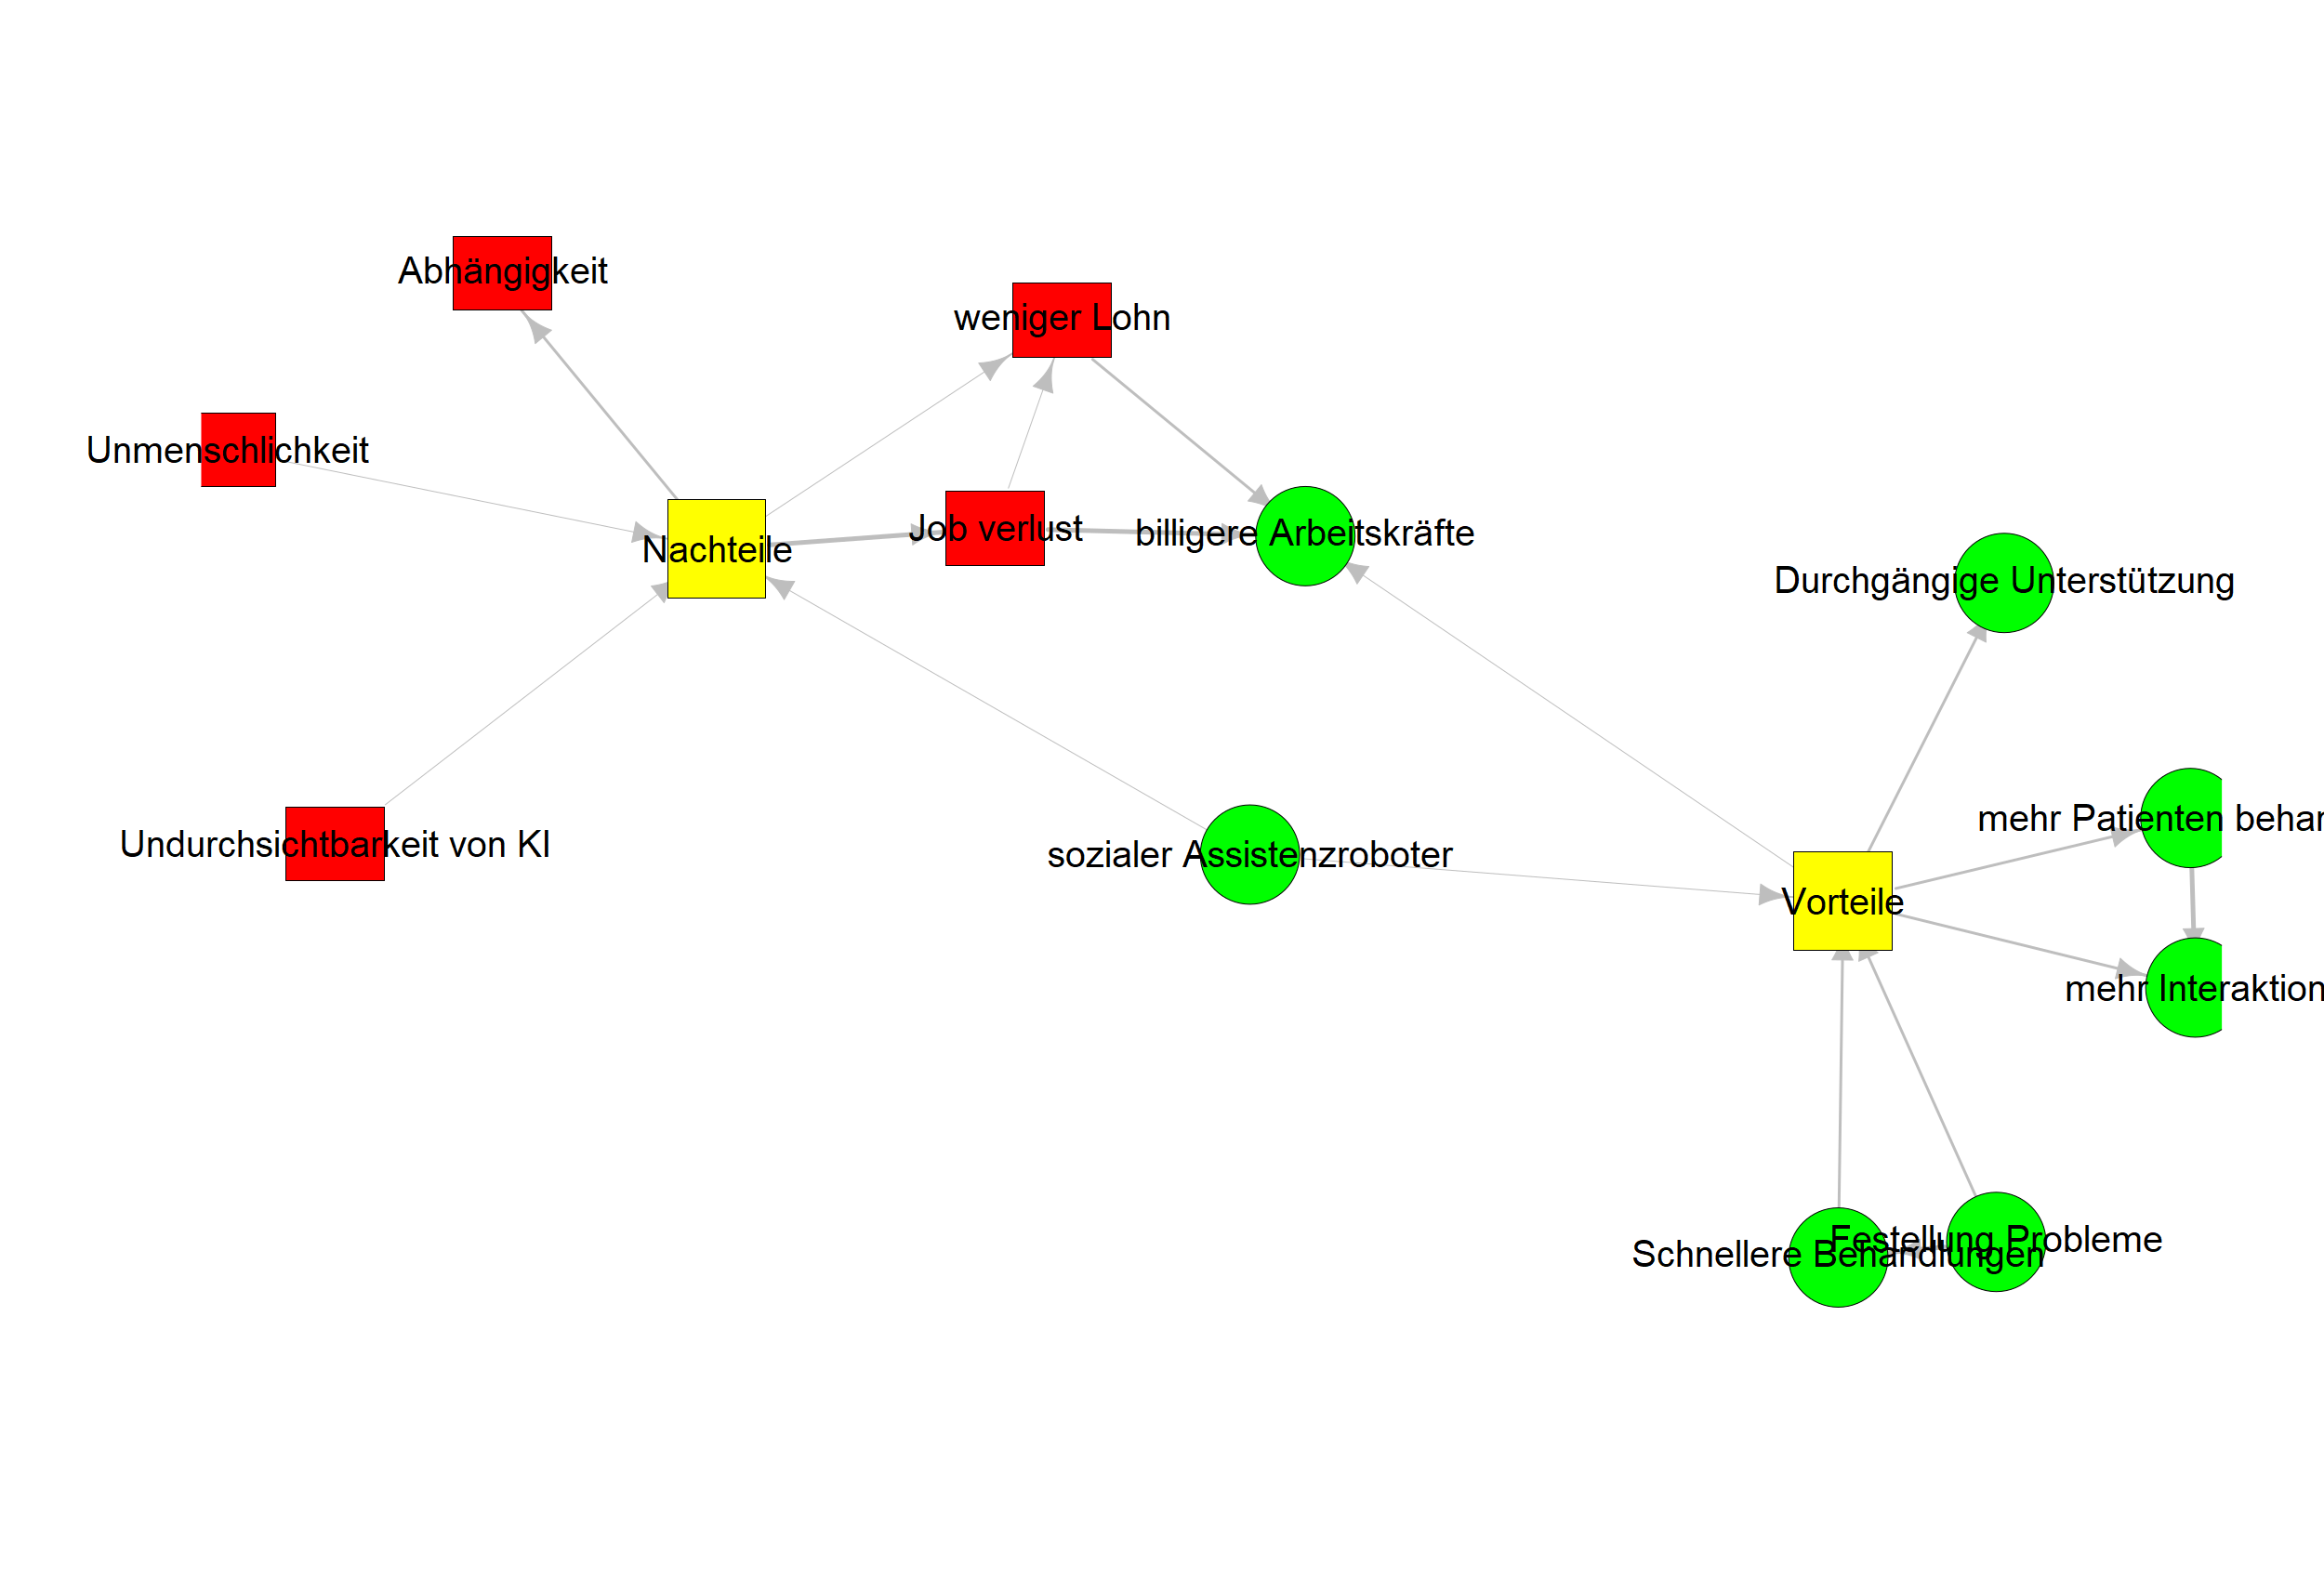 Abhängigkeit
weniger Lohn
Unmenschlichkeit
Nachteile
Job verlust
billigere Arbeitskräfte
Durchgängige Unterstützung
mehr Patienten
Undurchsichtbarkeit von KI
sozialer Assistenzroboter
Vorteile
mehr Interaktion
Festellung Probleme
Schnellere Behandlungen